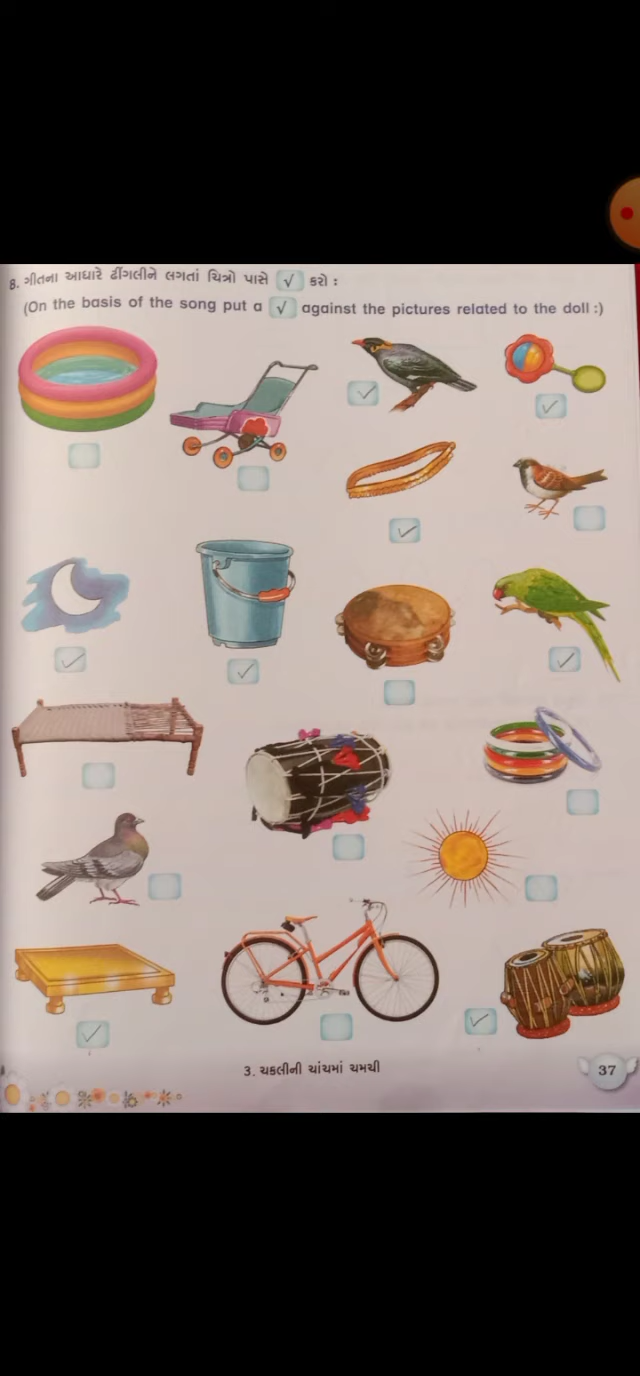 8. ગીતના આધારે ઢીંગલીને લગતાં ચિત્રો પાસે √ કરો :
(On the basis of the song put a √ against the pictures related to the doll :)
3. ચકલીની ચાંચમાં ચમચી
37